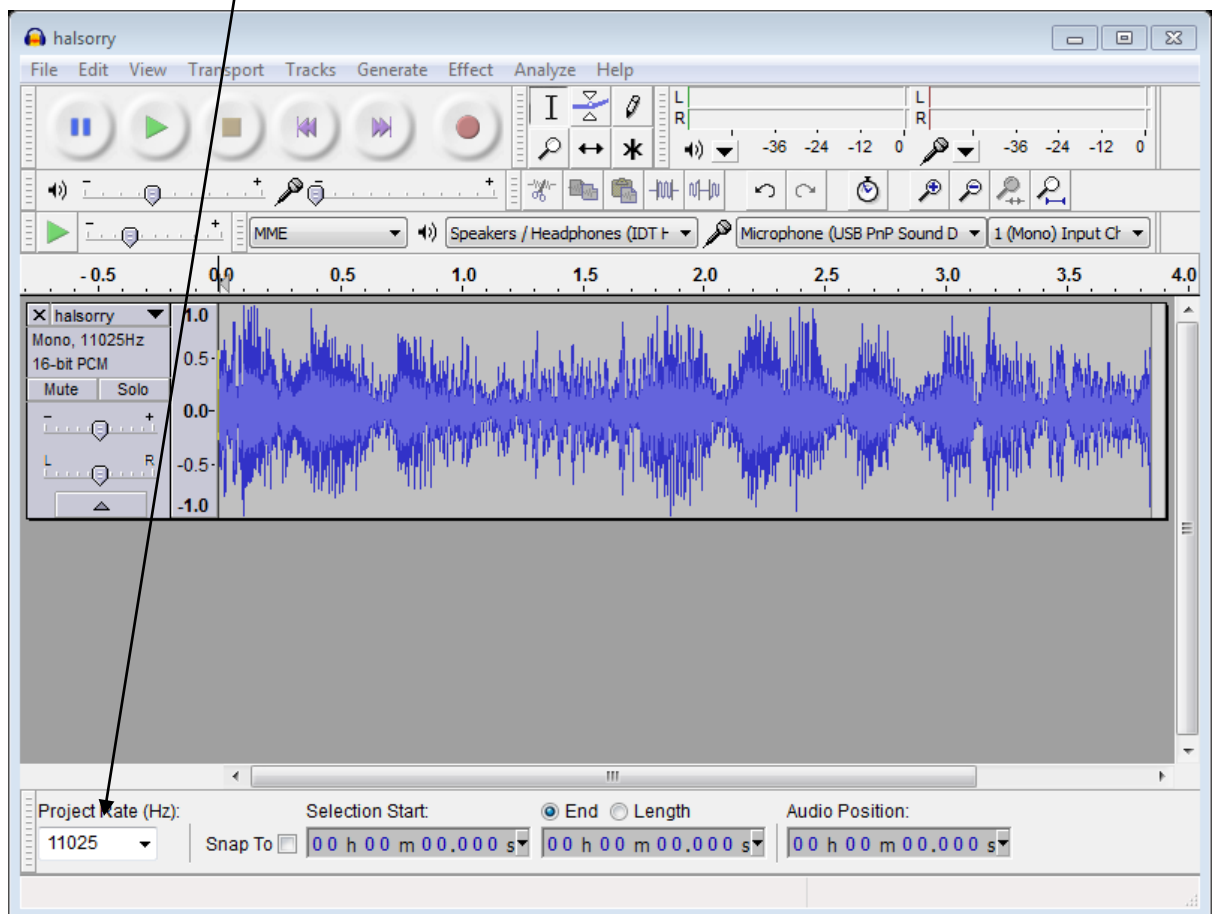 halsorry
File Edit View Transport Tracks Generate Effect Analyze Help
L
R
-36 -24 -12 0
L
R
-36 -24 -12 0
- +
- +
- +
MME
Speakers / Headphones (IDT H
Microphone (USB PnP Sound D
1 (Mono) Input Ch
- 0.5 0.0 0.5 1.0 1.5 2.0 2.5 3.0 3.5 4.0
X halsorry
Mono, 11025Hz
16-bit PCM
Mute Solo
- +
L R
1.0
0.5-
0.0-
-0.5-
-1.0
Project Rate (Hz):
11025
Snap To
Selection Start:
00 h 00 m 00.000 s
End Length
00 h 00 m 00.000 s
Audio Position:
00 h 00 m 00.000 s